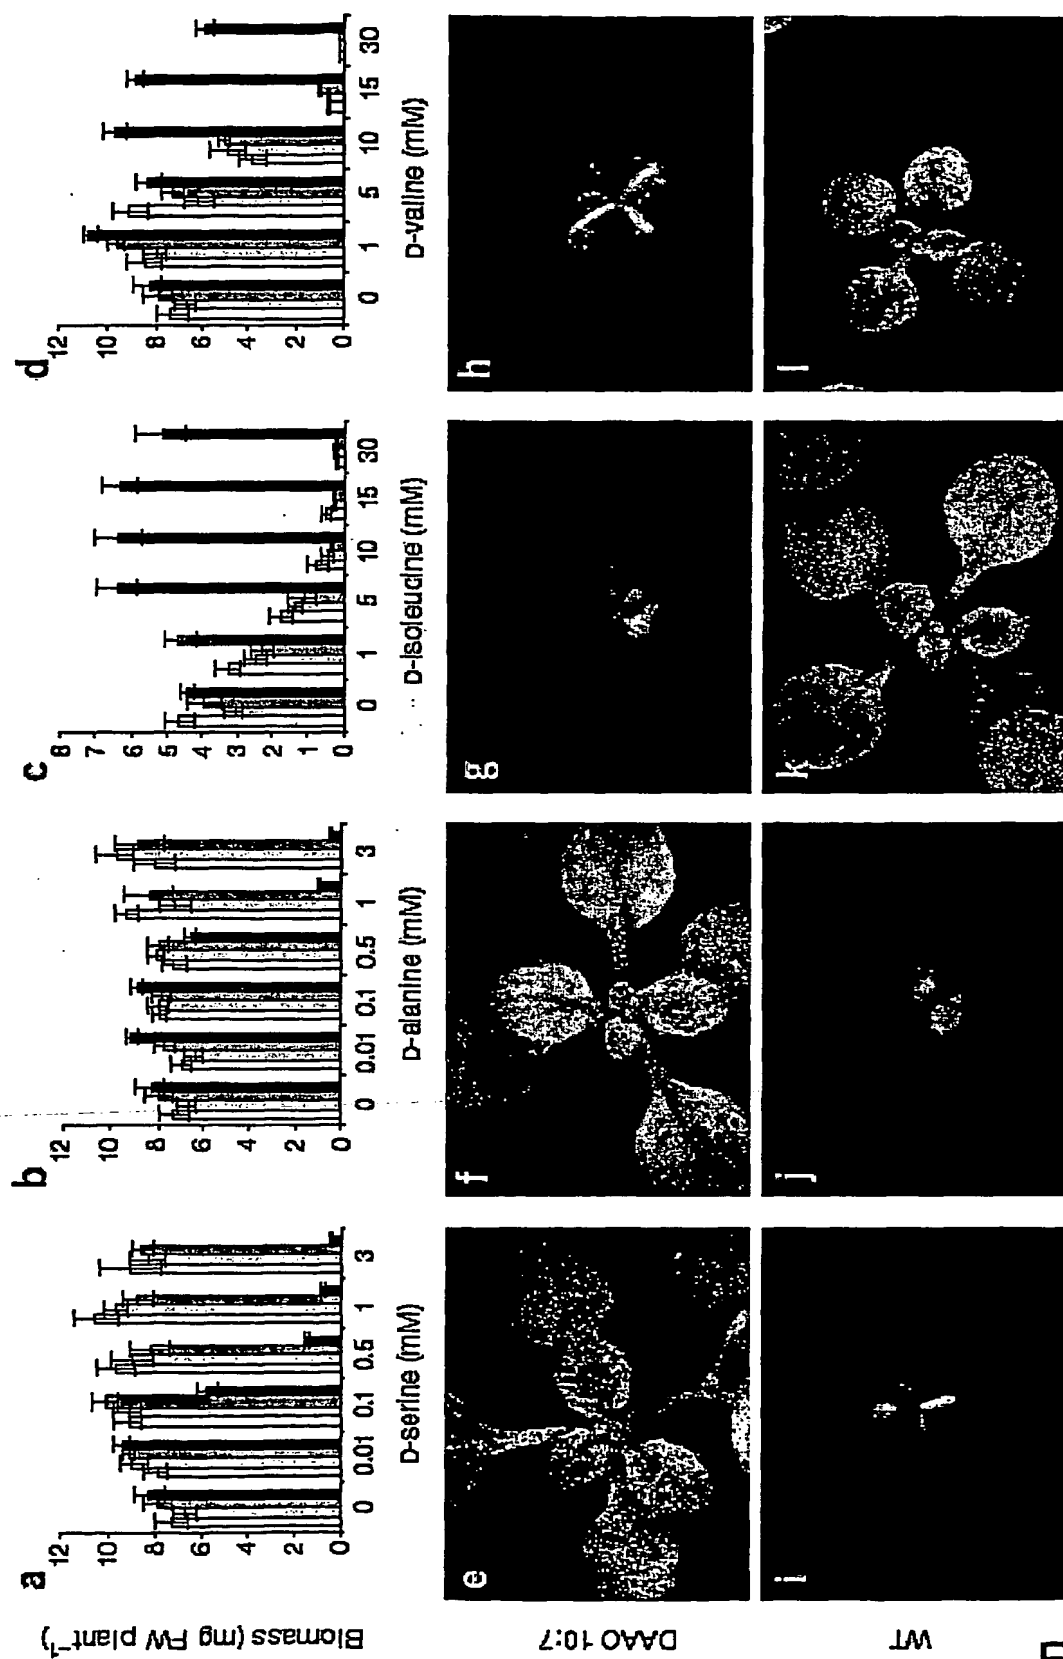 a
12
10
8
6
4
2
0
0 0.01 0.1 0.5 1 3
D-serine (mM)
b
12
10
8
6
4
2
0
0 0.01 0.1 0.5 1 3
D-alanine (mM)
c
8
7
6
5
4
3
2
1
0
0 1 5 10 15 30
D-isoleucine (mM)
d
12
10
8
6
4
2
0
0 1 5 10 15 30
D-valine (mM)
Biomass (mg FW plant⁻¹)
DAAO 10:7
e
f
g
h
WT
i
j
k
l